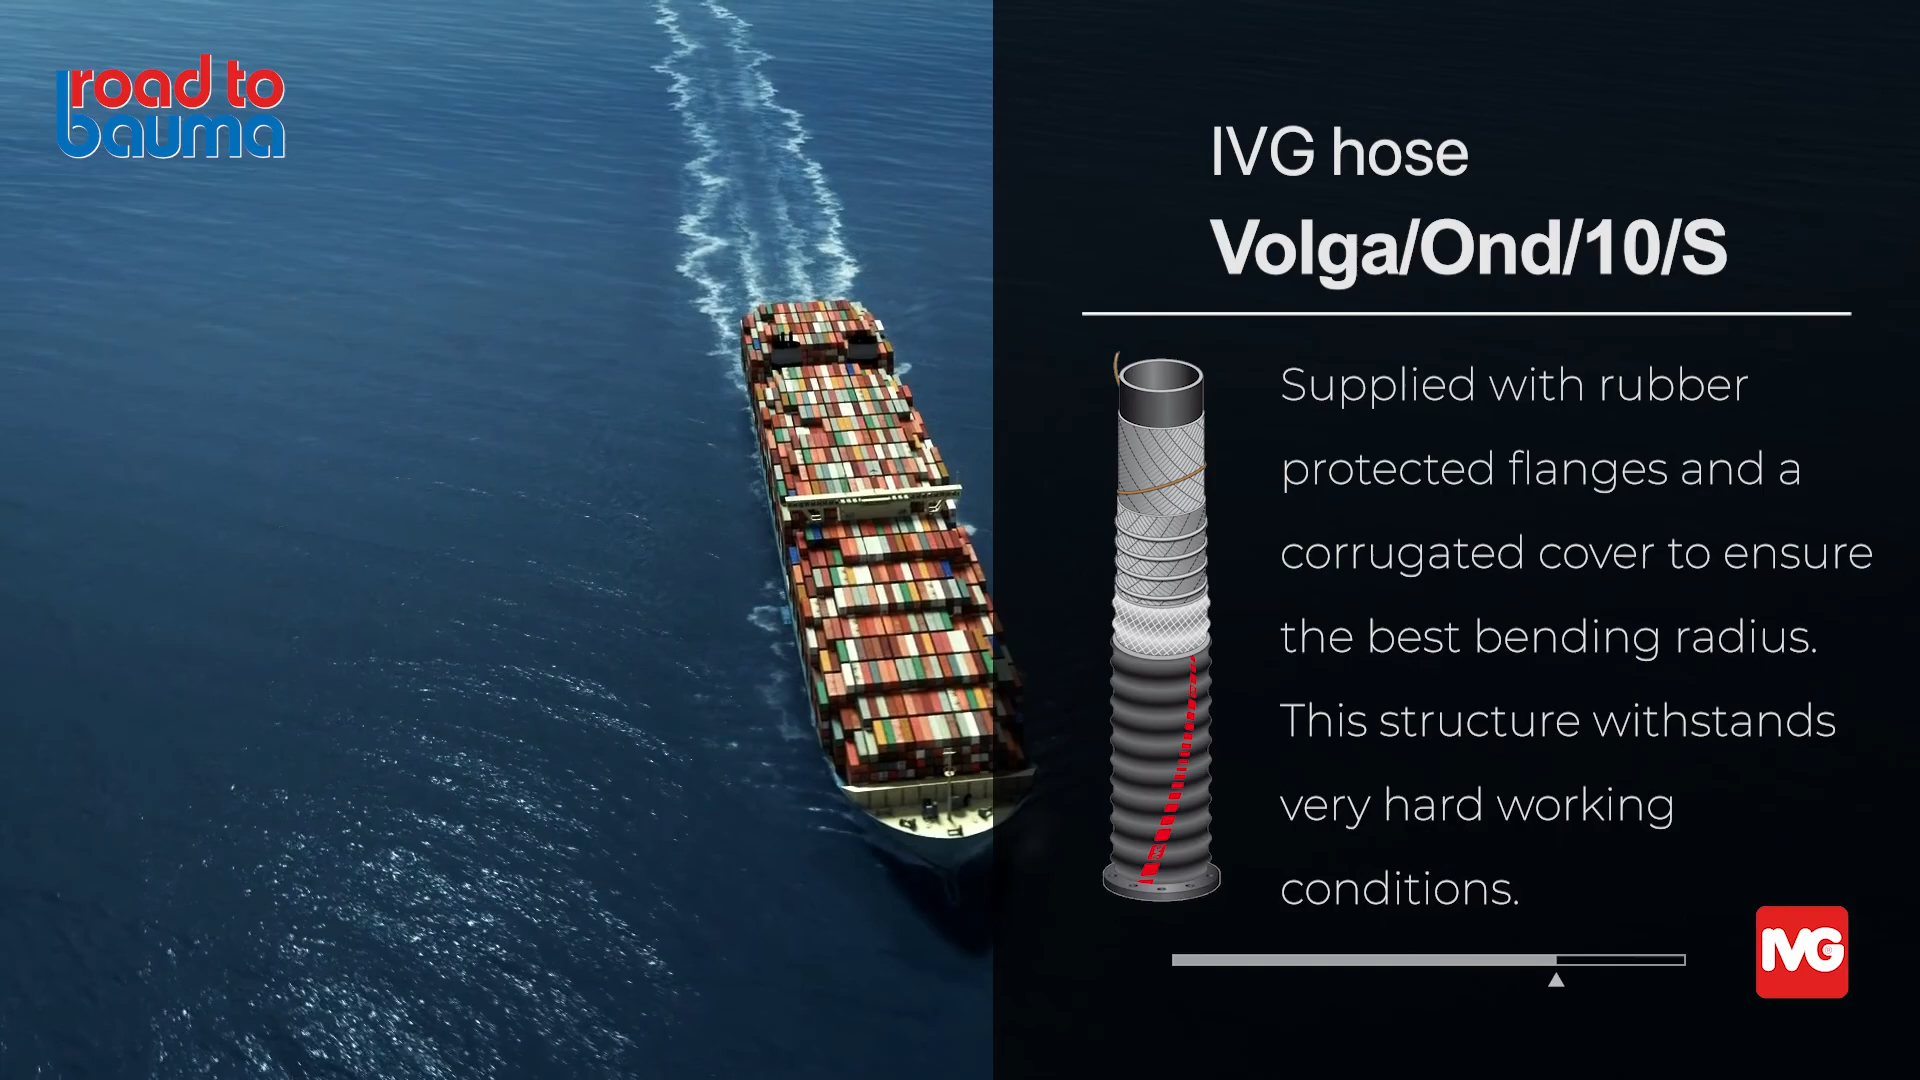 road to
bauma
IVG hose
Volga/Ond/10/S
Supplied with rubber
protected flanges and a
corrugated cover to ensure
the best bending radius.
This structure withstands
very hard working
conditions.
IVG